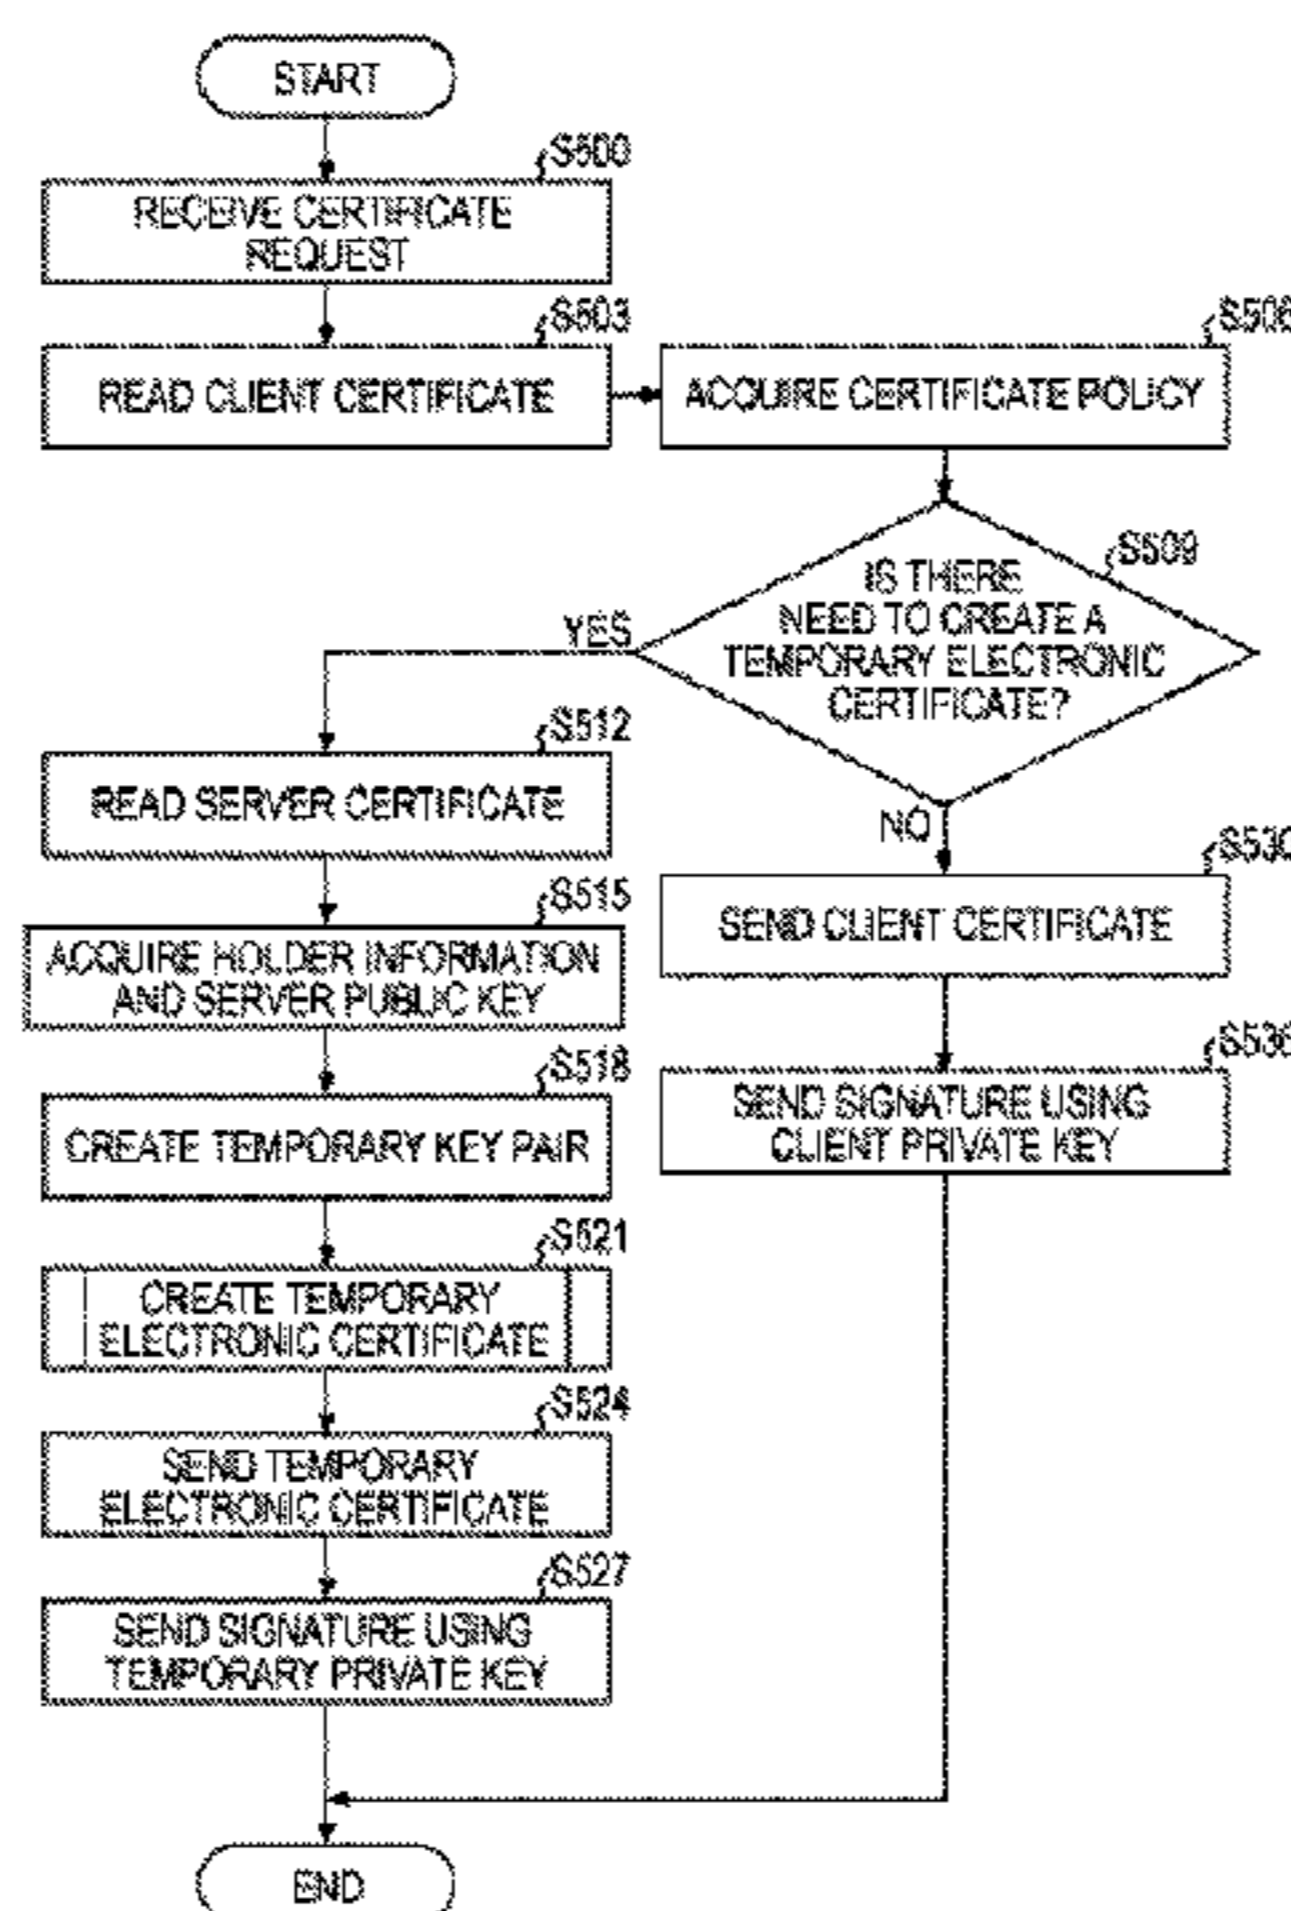 START
S500
RECEIVE CERTIFICATE
REQUEST
S503
READ CLIENT CERTIFICATE
S506
ACQUIRE CERTIFICATE POLICY
S509
IS THERE
NEED TO CREATE A
TEMPORARY ELECTRONIC
CERTIFICATE?
YES
NO
S512
READ SERVER CERTIFICATE
S515
ACQUIRE HOLDER INFORMATION
AND SERVER PUBLIC KEY
S518
CREATE TEMPORARY KEY PAIR
S521
CREATE TEMPORARY
ELECTRONIC CERTIFICATE
S524
SEND TEMPORARY
ELECTRONIC CERTIFICATE
S527
SEND SIGNATURE USING
TEMPORARY PRIVATE KEY
S530
SEND CLIENT CERTIFICATE
S536
SEND SIGNATURE USING
CLIENT PRIVATE KEY
END